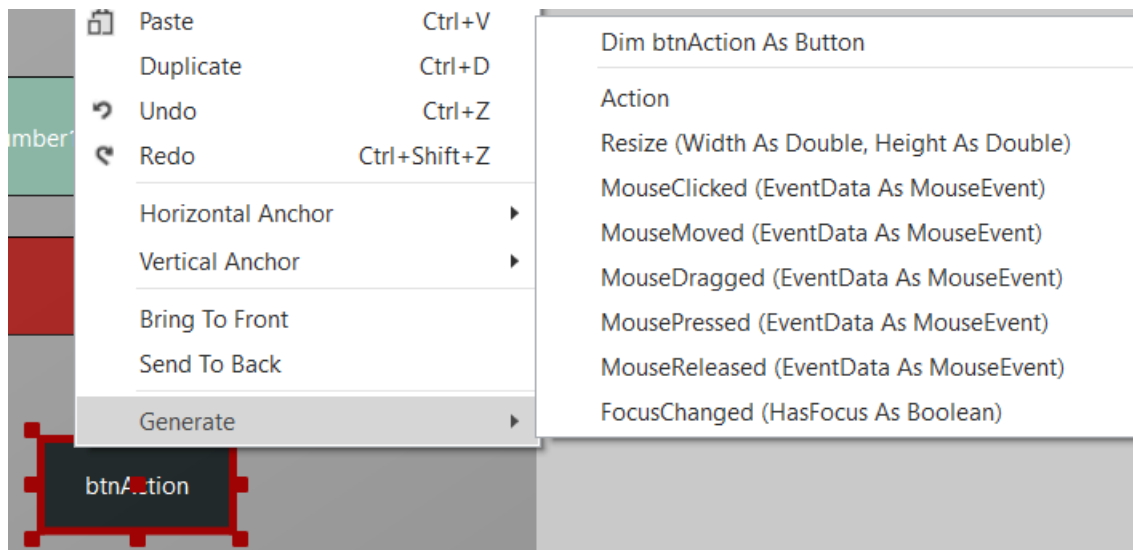 Paste Ctrl+V
Duplicate Ctrl+D
Undo Ctrl+Z
Redo Ctrl+Shift+Z
Horizontal Anchor
Vertical Anchor
Bring To Front
Send To Back
Generate
Dim btnAction As Button
Action
Resize (Width As Double, Height As Double)
MouseClicked (EventData As MouseEvent)
MouseMoved (EventData As MouseEvent)
MouseDragged (EventData As MouseEvent)
MousePressed (EventData As MouseEvent)
MouseReleased (EventData As MouseEvent)
FocusChanged (HasFocus As Boolean)
btnAction